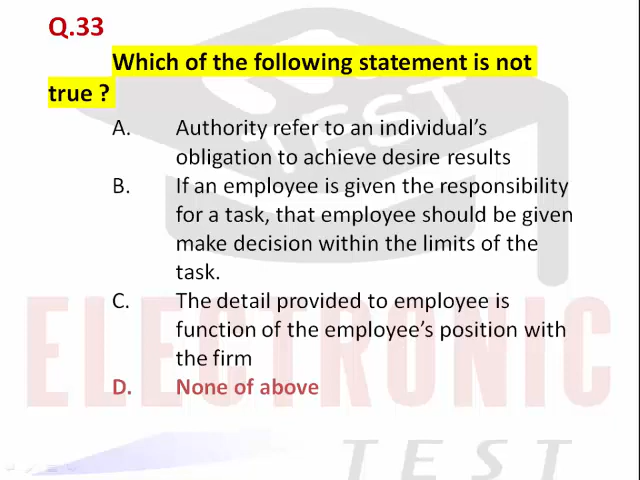 Q.33
Which of the following statement is not
true ?
A. Authority refer to an individual’s
obligation to achieve desire results
B. If an employee is given the responsibility
for a task, that employee should be given
make decision within the limits of the
task.
C. The detail provided to employee is
function of the employee’s position with
the firm
D. None of above
TEST
ELECTRONIC
TEST